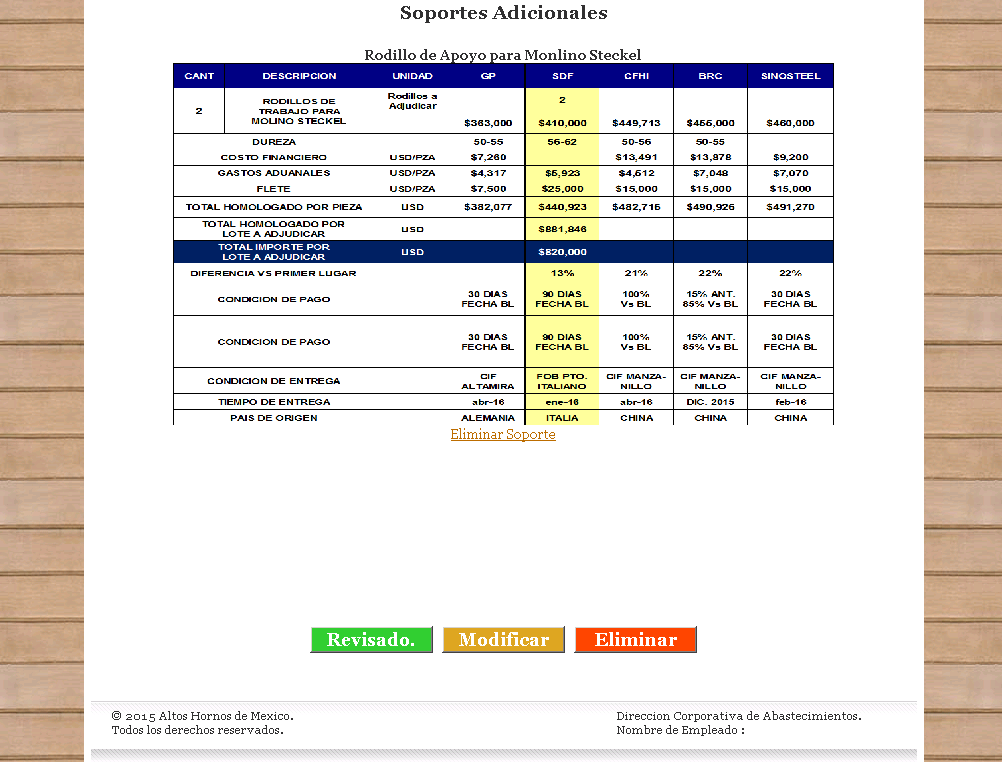 Soportes Adicionales
Rodillo de Apoyo para Monlino Steckel
CANT DESCRIPCION UNIDAD GP SDF CFHI BRC SINOSTEEL
2 RODILLOS DE TRABAJO PARA MOLINO STECKEL Rodillos a Adjudicar 2
$363,000 $410,000 $449,713 $455,000 $460,000
DUREZA 50-55 56-62 50-56 50-55
COSTO FINANCIERO USD/PZA $7,260 $13,491 $13,878 $9,200
GASTOS ADUANALES USD/PZA $4,317 $5,923 $4,512 $7,048 $7,070
FLETE USD/PZA $7,500 $25,000 $15,000 $15,000 $15,000
TOTAL HOMOLOGADO POR PIEZA USD $382,077 $440,923 $482,716 $490,926 $491,270
TOTAL HOMOLOGADO POR LOTE A ADJUDICAR USD $881,846
TOTAL IMPORTE POR LOTE A ADJUDICAR USD $820,000
DIFERENCIA VS PRIMER LUGAR 13% 21% 22% 22%
CONDICION DE PAGO 30 DIAS FECHA BL 90 DIAS FECHA BL 100% Vs BL 15% ANT. 85% Vs BL 30 DIAS FECHA BL
CONDICION DE PAGO 30 DIAS FECHA BL 90 DIAS FECHA BL 100% Vs BL 15% ANT. 85% Vs BL 30 DIAS FECHA BL
CONDICION DE ENTREGA CIF ALTAMIRA FOB PTO. ITALIANO CIF MANZA-NILLO CIF MANZA-NILLO CIF MANZA-NILLO
TIEMPO DE ENTREGA abr-16 ene-16 abr-16 DIC. 2015 feb-16
PAIS DE ORIGEN ALEMANIA ITALIA CHINA CHINA CHINA
Eliminar Soporte
Revisado. Modificar Eliminar
© 2015 Altos Hornos de Mexico.
Todos los derechos reservados.
Direccion Corporativa de Abastecimientos.
Nombre de Empleado :